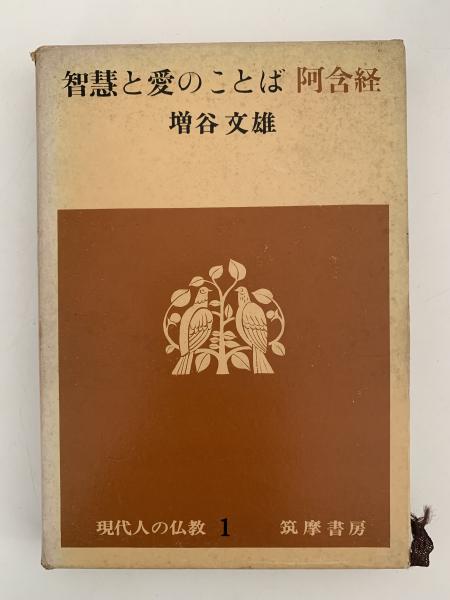 智慧と愛のことば 阿含経
増谷文雄
現代人の仏教 1 筑摩書房